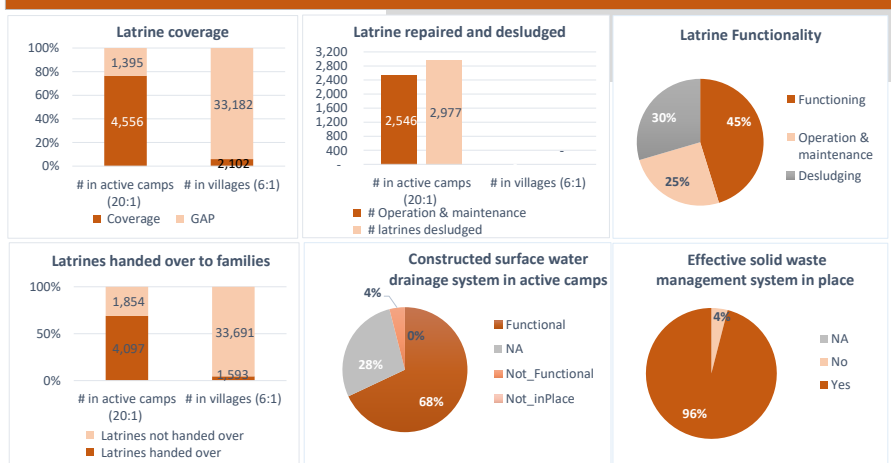 Latrine coverage
100%
80%
60%
40%
20%
0%
1,395
4,556
33,182
2,102
# in active camps
(20:1)
# in villages (6:1)
Coverage
GAP
Latrine repaired and desludged
3,200
2,800
2,400
2,000
1,600
1,200
800
400
-
2,546
2,977
-
# in active camps
(20:1)
# in villages (6:1)
# Operation & maintenance
# latrines desludged
Latrine Functionality
30%
45%
25%
Functioning
Operation &
maintenance
Desludging
Latrines handed over to families
100%
50%
0%
1,854
4,097
33,691
1,593
# in active camps
(20:1)
# in villages (6:1)
Latrines not handed over
Latrines handed over
Constructed surface water
drainage system in active camps
4%
0%
28%
68%
Functional
NA
Not_Functional
Not_inPlace
Effective solid waste
management system in place
4%
96%
NA
No
Yes